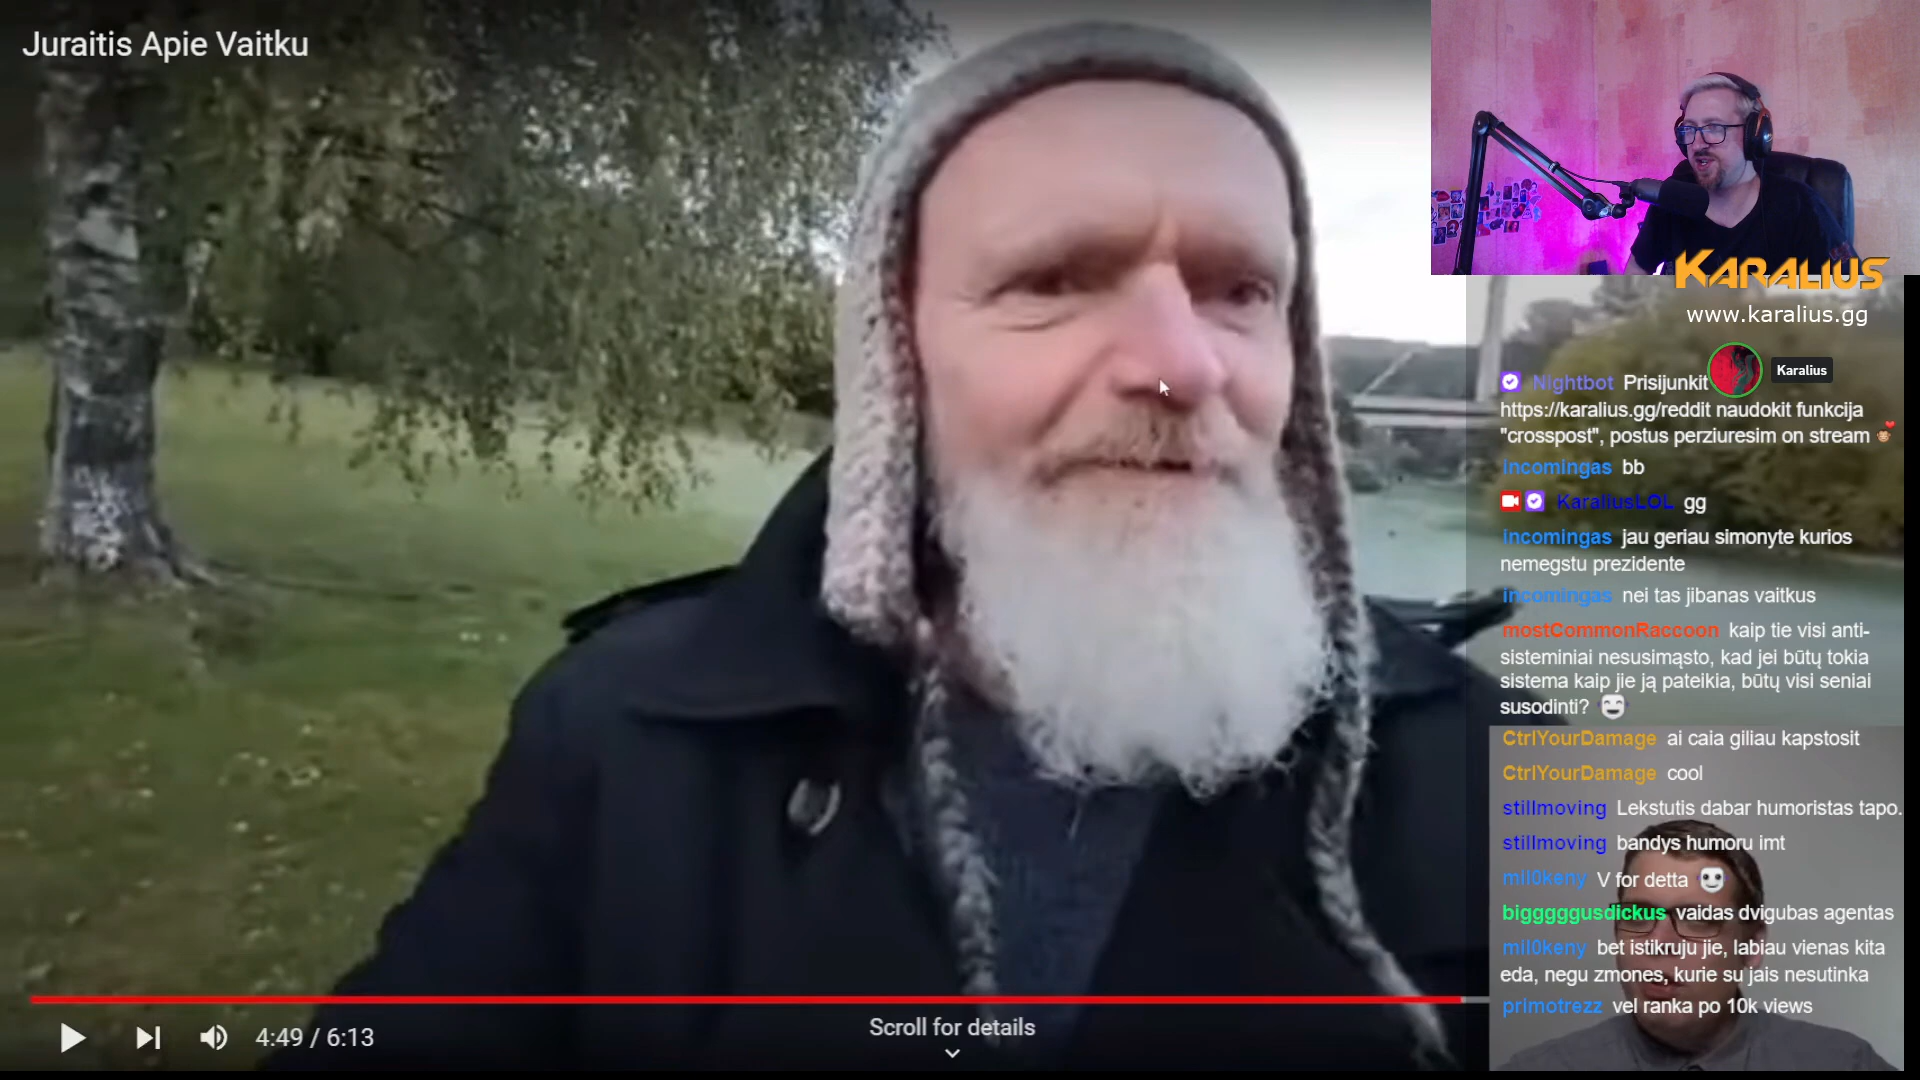 Juraitis Apie Vaitku
KARALIUS
www.karalius.gg
Karalius
Nightbot Prisijunkit
https://karalius.gg/reddit naudokit funkcija
"crosspost", postus perziuresim on stream
incomingas bb
KaraliusLOL gg
incomingas jau geriau simonyte kurios
nemegstu prezidente
incomingas nei tas jibanas vaitkus
mostCommonRaccoon kaip tie visi anti-
sisteminiai nesusimąsto, kad jei būtų tokia
sistema kaip jie ją pateikia, būtų visi seniai
susodinti?
CtrlYourDamage ai caia giliau kapstosit
CtrlYourDamage cool
stillmoving Lekstutis dabar humoristas tapo.
stillmoving bandys humoru imt
mil0keny V for detta
bigggggusdickus vaidas dvigubas agentas
mil0keny bet istikruju jie, labiau vienas kita
eda, negu zmones, kurie su jais nesutinka
primotrezz vel ranka po 10k views
4:49 / 6:13
Scroll for details